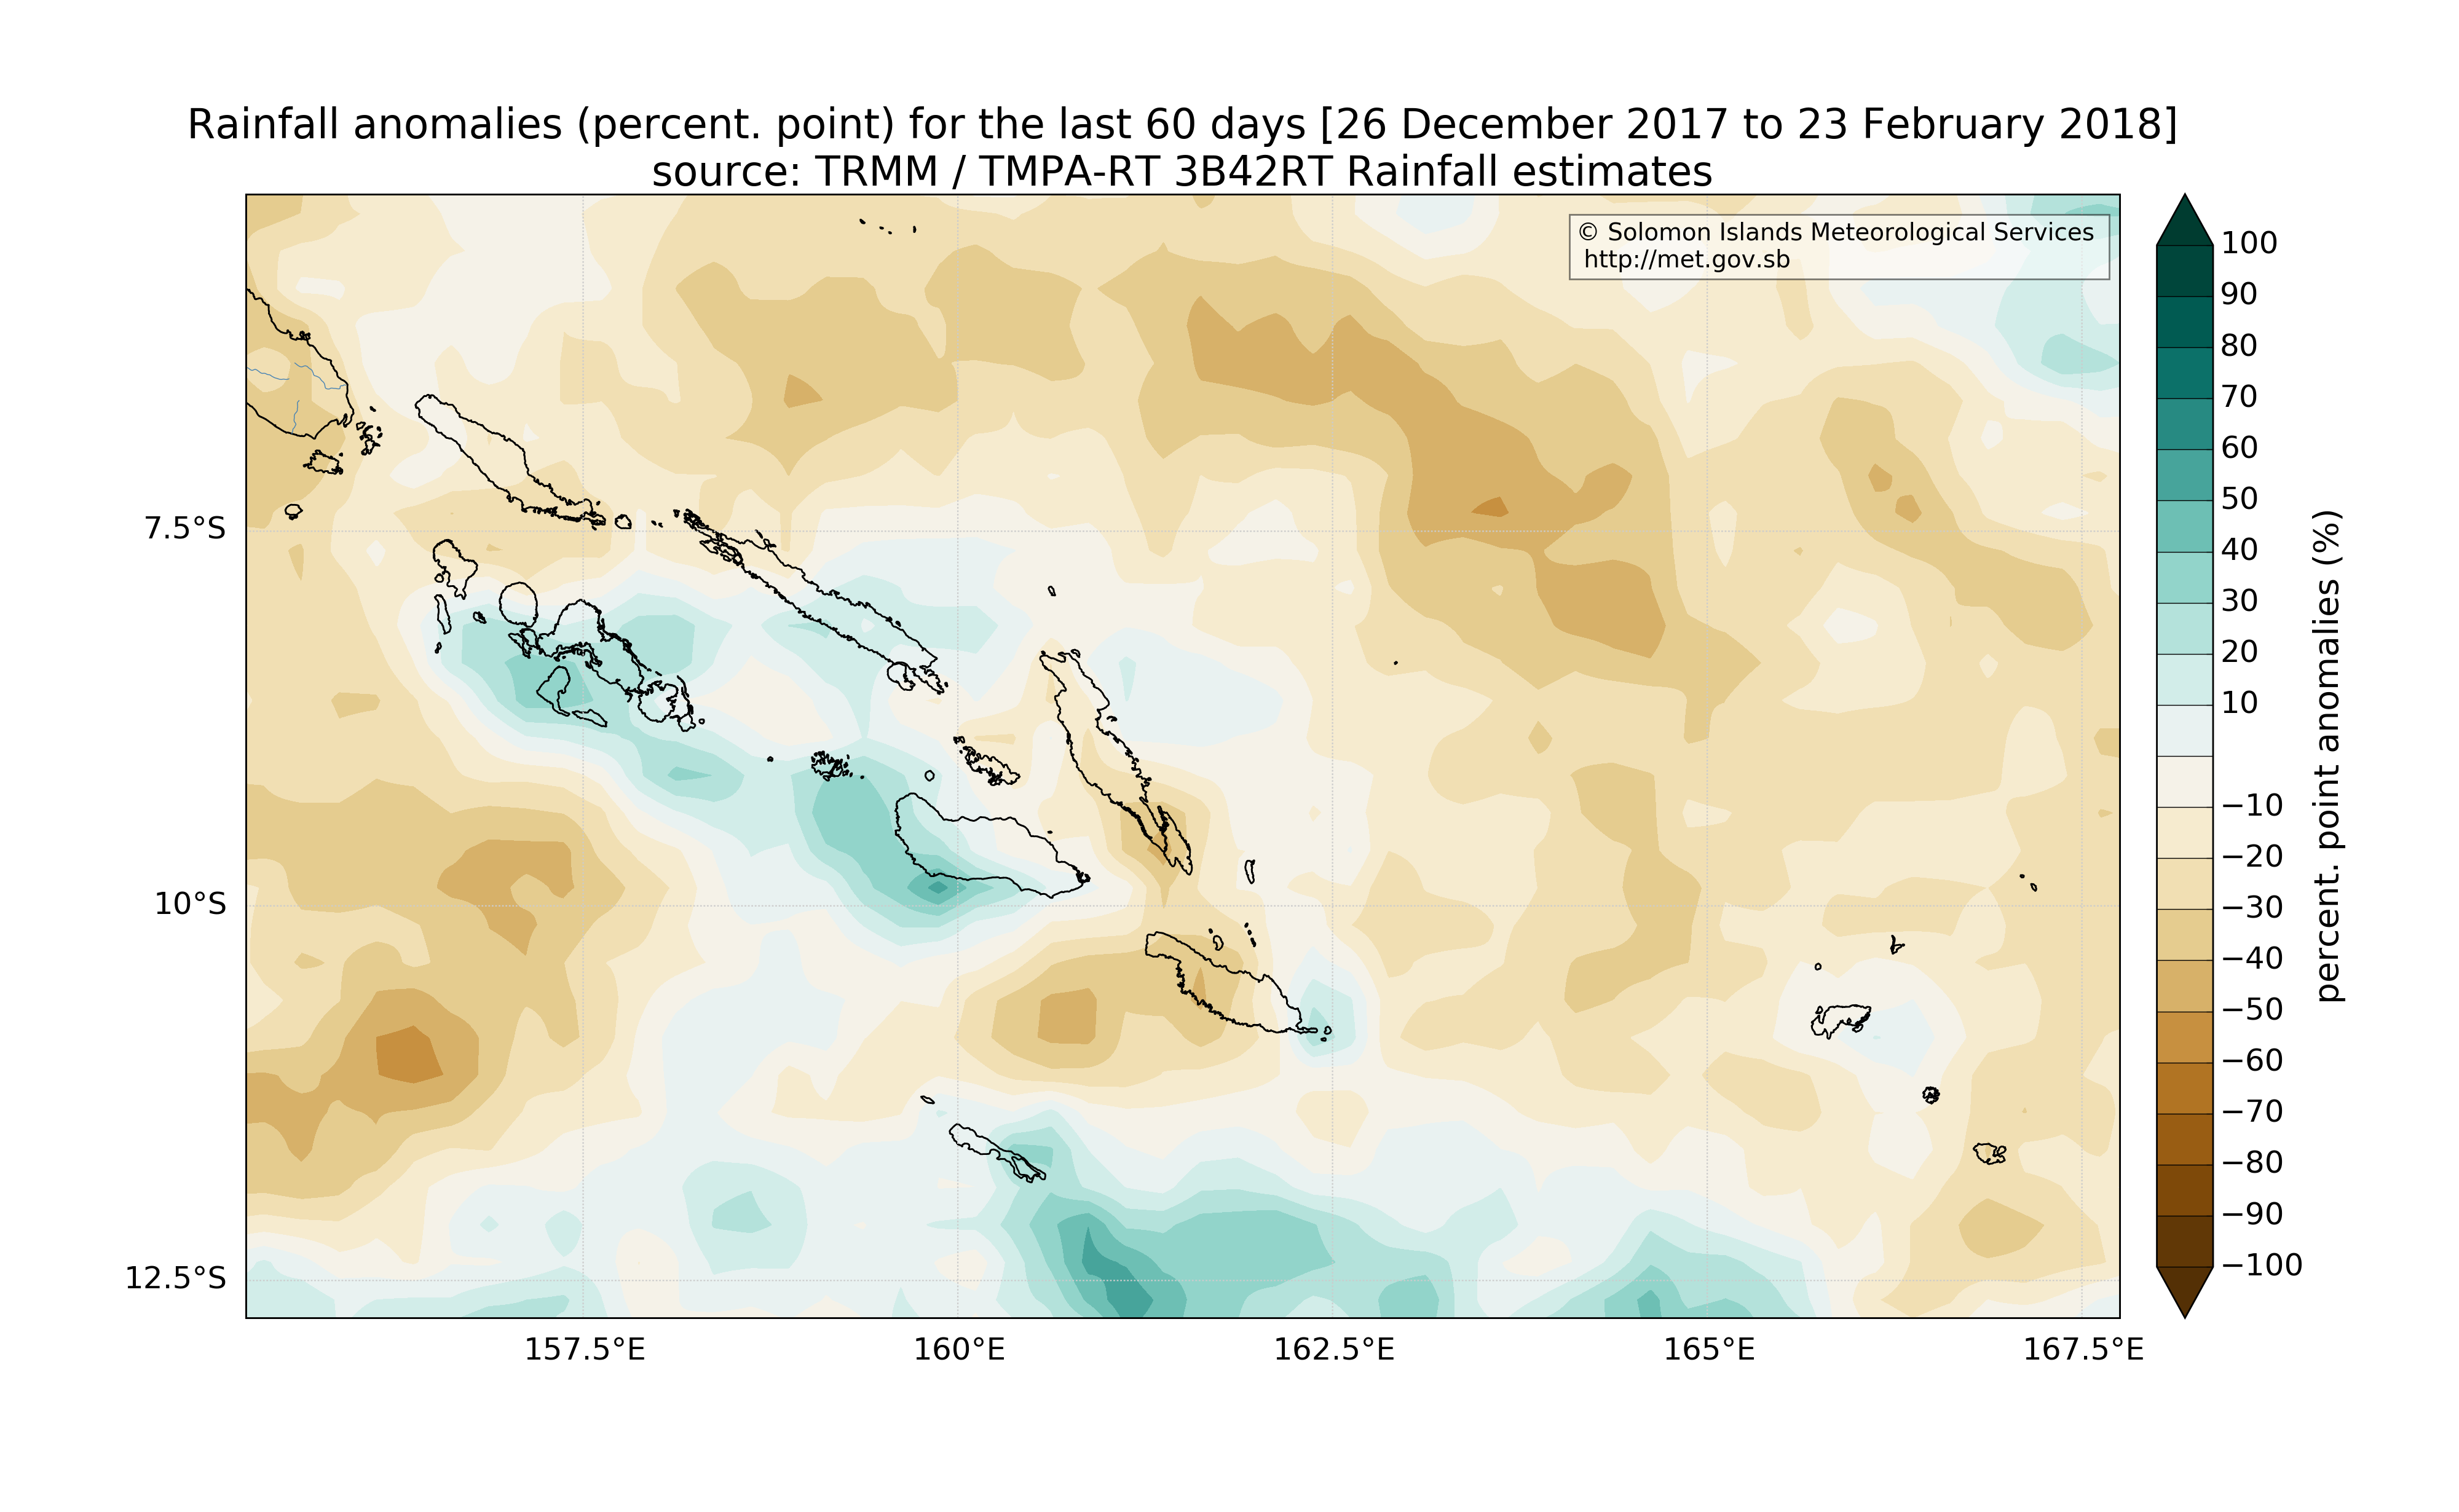 Rainfall anomalies (percent. point) for the last 60 days [26 December 2017 to 23 February 2018]
source: TRMM / TMPA-RT 3B42RT Rainfall estimates
© Solomon Islands Meteorological Services
http://met.gov.sb
7.5°S
10°S
12.5°S
157.5°E
160°E
162.5°E
165°E
167.5°E
100
90
80
70
60
50
40
30
20
10
−10
−20
−30
−40
−50
−60
−70
−80
−90
−100
percent. point anomalies (%)